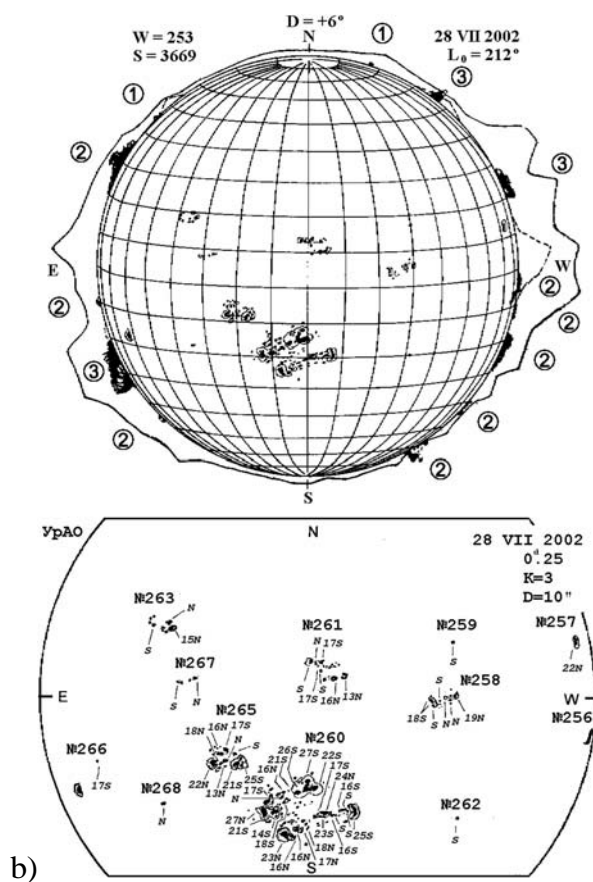 D = +6°
W = 253
N
28 VII 2002
S = 3669
L₀ = 212°
①
③
①
②
③
E
W
②
②
②
③
②
②
②
②
S
УрАО
N
28 VII 2002
0ᵈ.25
K=3
D=10"
№263
N
S
15N
№261
N 17S
17S S 16N 13N
№259
S
№257
22N
№267
S N
№258
S S
18S N N 19N
E
W
№256
№265
16N 17S
18N N
S
22N 13N 21S 25S
№260
26S 22S
21S 27S 17S
16N 24N
17S 16S
N S
27N
21S 14S
18S
23N 16N 16N 17N 18N 23S 16S S 25S
№266
17S
№268
S
№262
S
S
b)